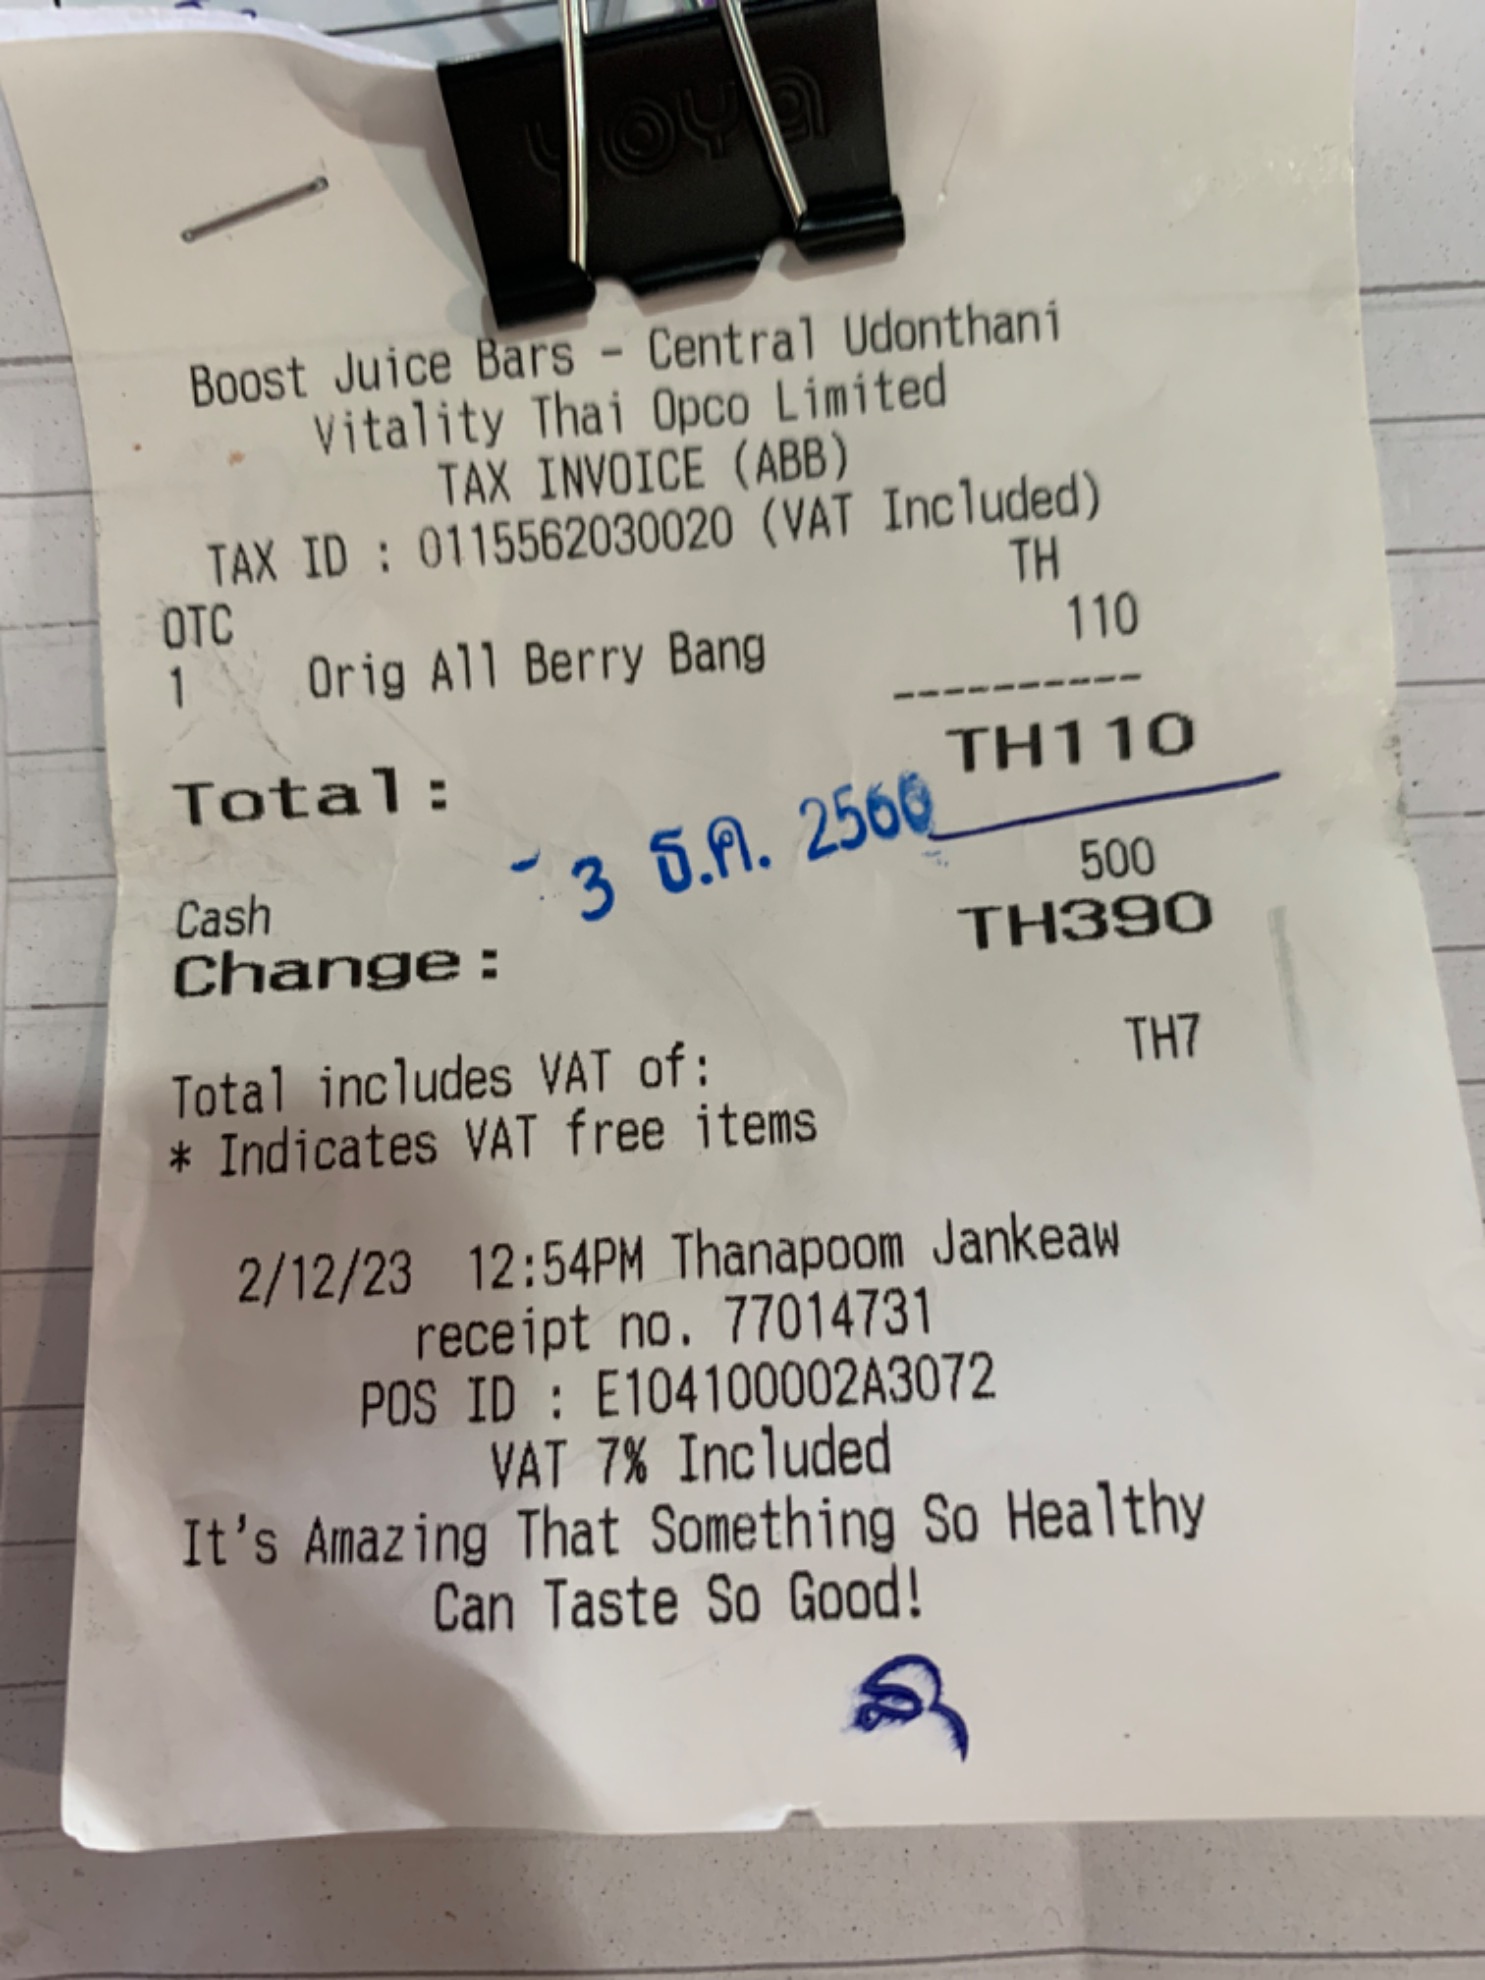 yoya
Boost Juice Bars - Central Udonthani
Vitality Thai Opco Limited
TAX INVOICE (ABB)
TAX ID : 0115562030020 (VAT Included)
OTC TH
1 Orig All Berry Bang 110
----------
Total: TH110
- 3 ธ.ค. 2566
Cash 500
Change: TH390
Total includes VAT of: TH7
* Indicates VAT free items
2/12/23 12:54PM Thanapoom Jankeaw
receipt no. 77014731
POS ID : E104100002A3072
VAT 7% Included
It's Amazing That Something So Healthy
Can Taste So Good!